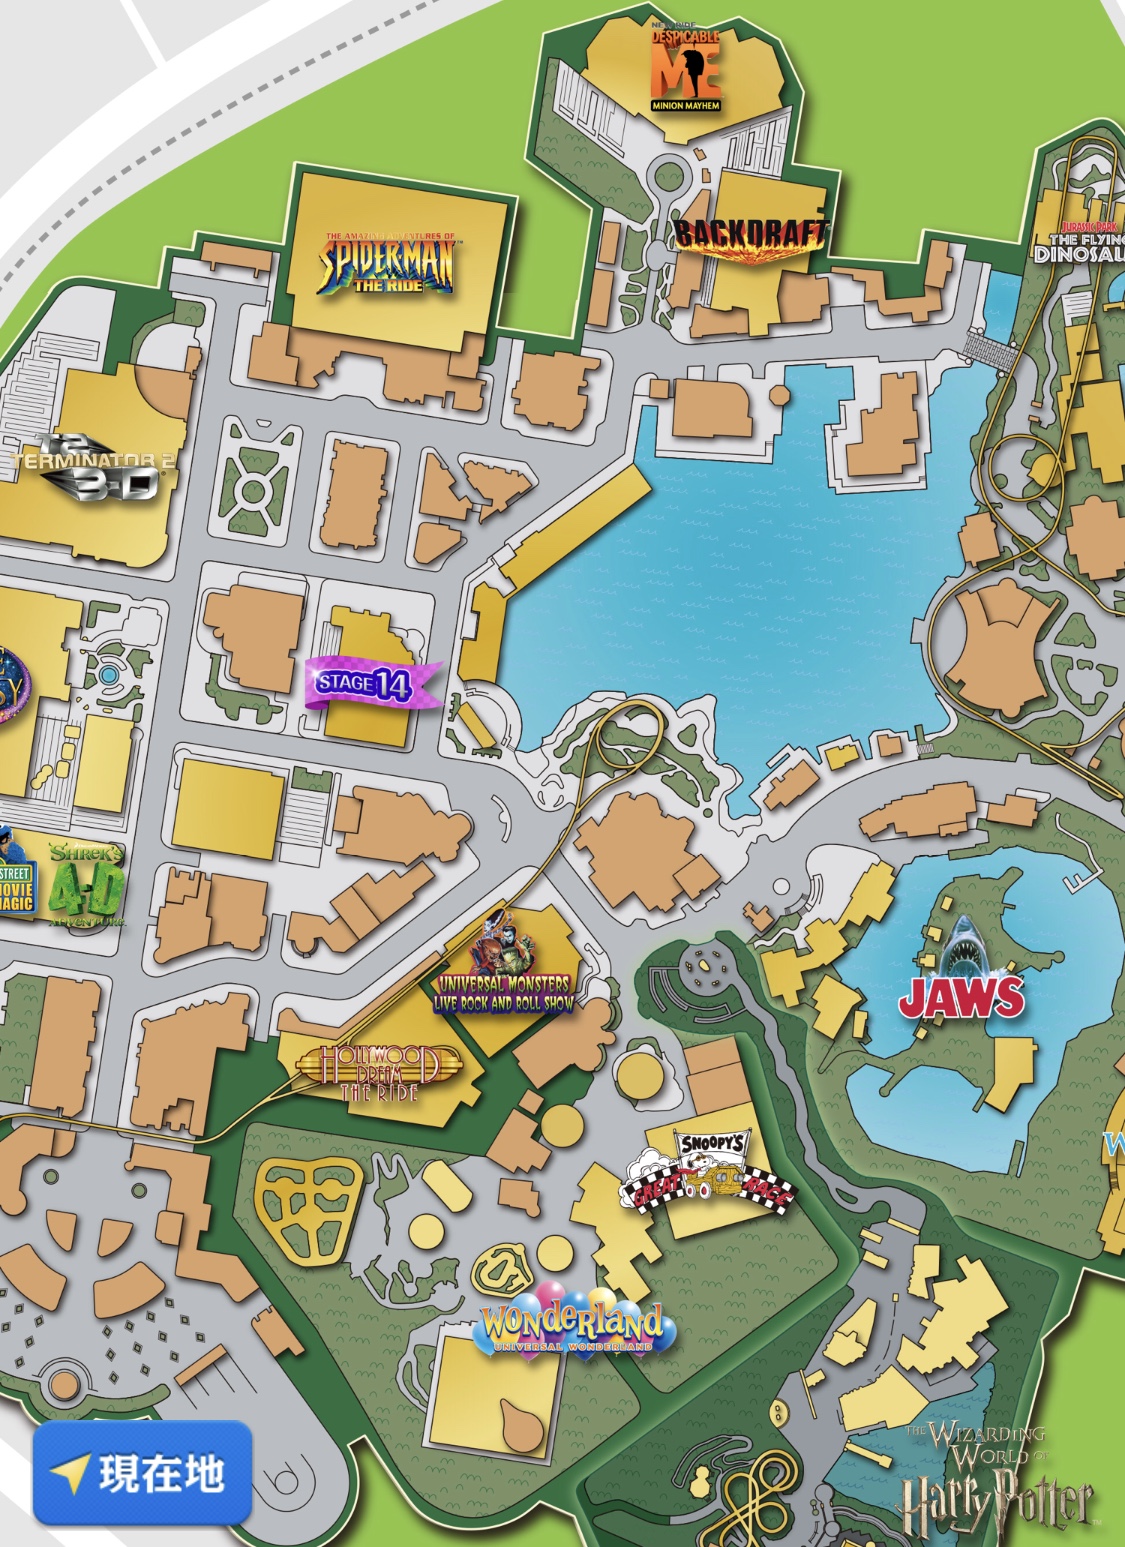 NEW RIDE
DESPICABLE
ME
MINION MAYHEM
BACKDRAFT
THE AMAZING ADVENTURES OF
SPIDERMAN
THE RIDE
JURASSIC PARK
THE FLYING
DINOSAU
T2
TERMINATOR 2
3-D
STAGE 14
SY
SHREK'S
4-D
ADVENTURE
STREET
MOVIE
MAGIC
UNIVERSAL MONSTERS
LIVE ROCK AND ROLL SHOW
JAWS
HOLLYWOOD
DREAM
THE RIDE
SNOOPY'S
GREAT RACE
W
WONDERLAND
UNIVERSAL WONDERLAND
THE WIZARDING
WORLD OF
Harry Potter
現在地